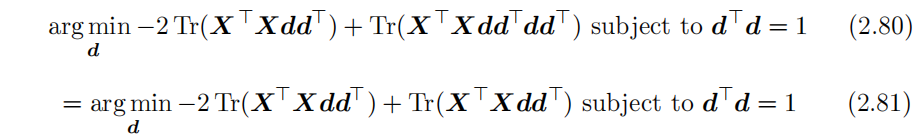 arg min −2 Tr(X⊤Xdd⊤) + Tr(X⊤Xdd⊤dd⊤) subject to d⊤d = 1 (2.80)
d
= arg min −2 Tr(X⊤Xdd⊤) + Tr(X⊤Xdd⊤) subject to d⊤d = 1 (2.81)
d